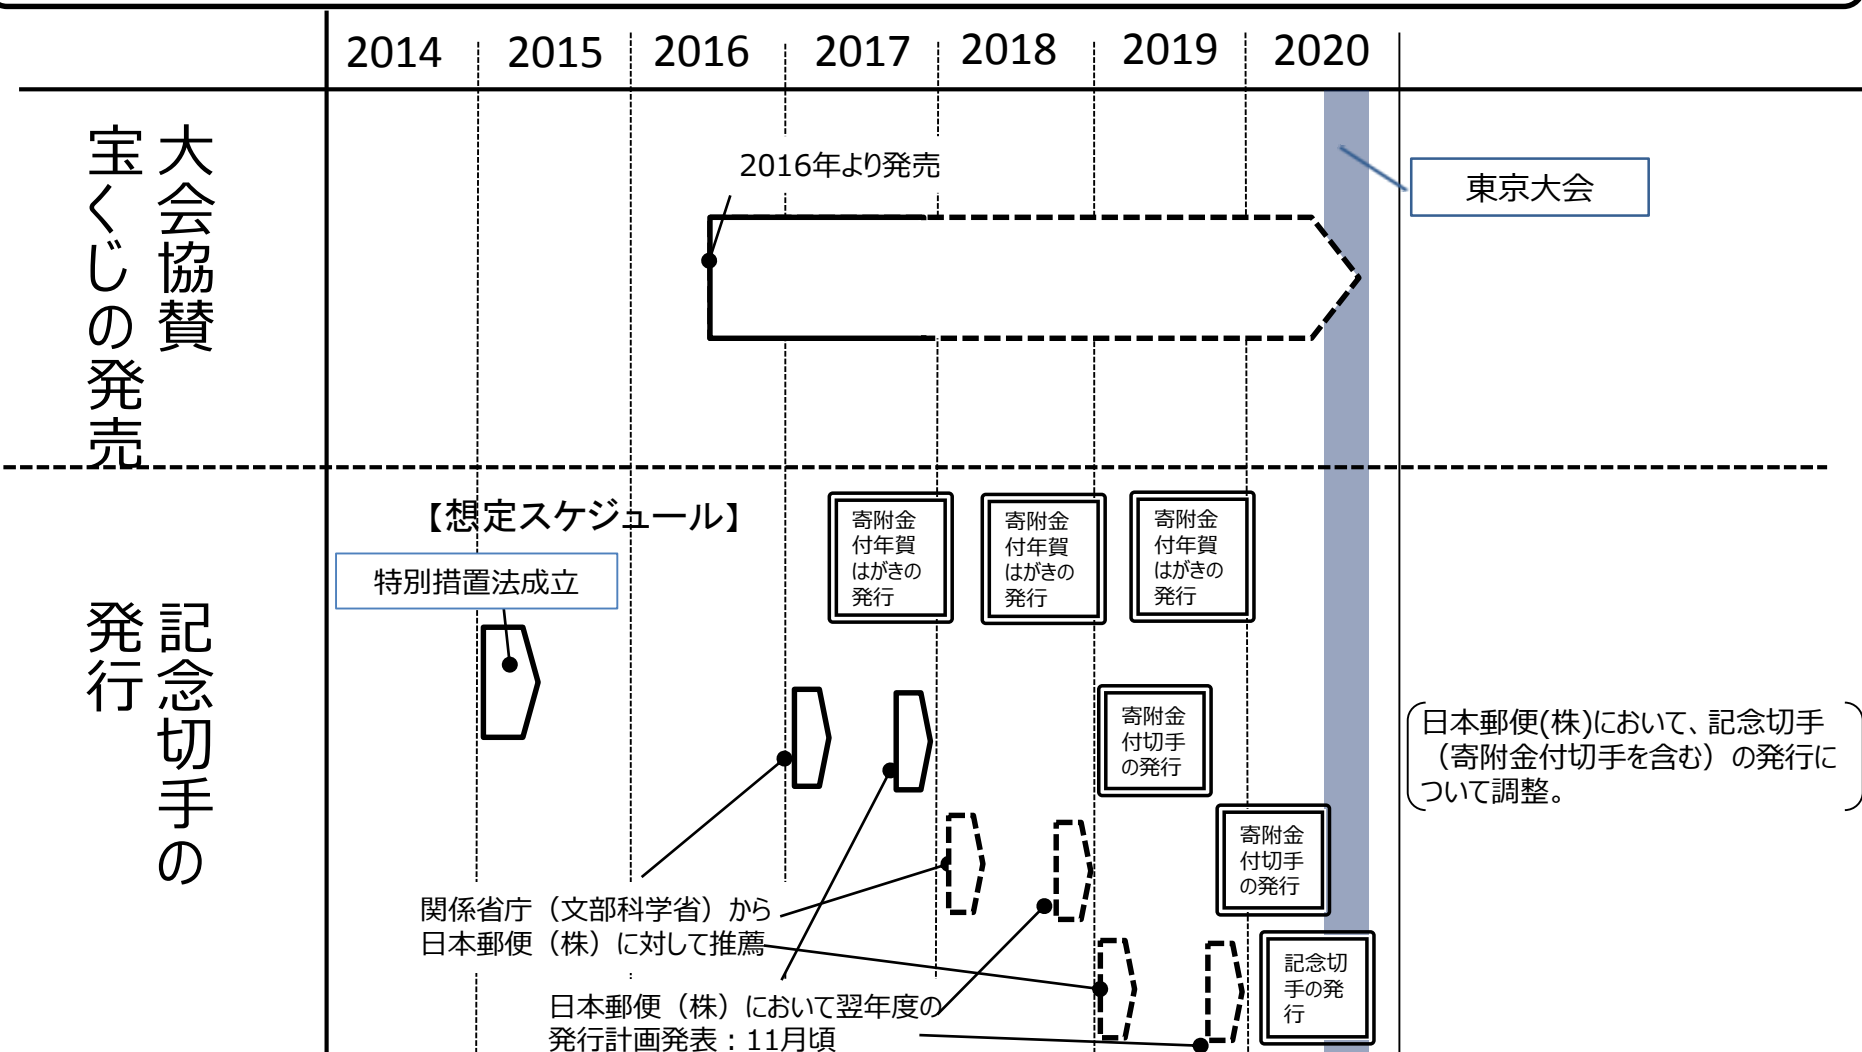 2014
2015
2016
2017
2018
2019
2020
大会協賛
宝くじの発売
2016年より発売
東京大会
記念切手の
発行
【想定スケジュール】
特別措置法成立
寄附金
付年賀
はがきの
発行
寄附金
付年賀
はがきの
発行
寄附金
付年賀
はがきの
発行
寄附金
付切手
の発行
寄附金
付切手
の発行
記念切
手の発
行
関係省庁（文部科学省）から
日本郵便（株）に対して推薦
日本郵便（株）において翌年度の
発行計画発表：11月頃
日本郵便(株)において、記念切手
（寄附金付切手を含む）の発行に
ついて調整。